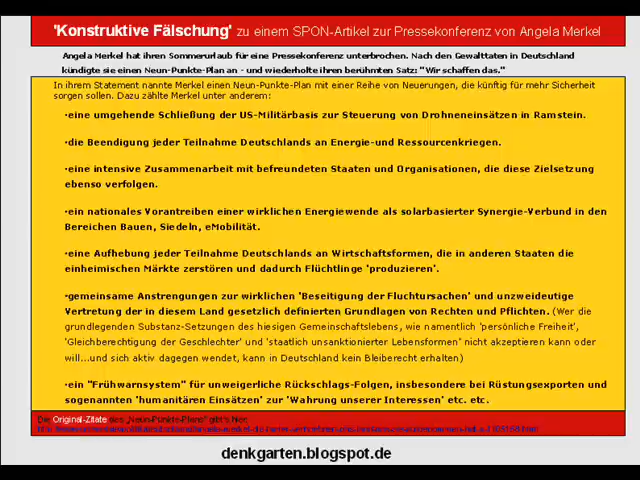 'Konstruktive Fälschung' zu einem SPON-Artikel zur Pressekonferenz von Angela Merkel
Angela Merkel hat ihren Sommerurlaub für eine Pressekonferenz unterbrochen. Nach den Gewalttaten in Deutschland
kündigte sie einen Neun-Punkte-Plan an - und wiederholte ihren berühmten Satz: "Wir schaffen das."
In ihrem Statement nannte Merkel einen Neun-Punkte-Plan mit einer Reihe von Neuerungen, die künftig für mehr Sicherheit
sorgen sollen. Dazu zählte Merkel unter anderem:
•eine umgehende Schließung der US-Militärbasis zur Steuerung von Drohneneinsätzen in Ramstein.
•die Beendigung jeder Teilnahme Deutschlands an Energie-und Ressourcenkriegen.
•eine intensive Zusammenarbeit mit befreundeten Staaten und Organisationen, die diese Zielsetzung
ebenso verfolgen.
•ein nationales Vorantreiben einer wirklichen Energiewende als solarbasierter Synergie-Verbund in den
Bereichen Bauen, Siedeln, eMobilität.
•eine Aufhebung jeder Teilnahme Deutschlands an Wirtschaftsformen, die in anderen Staaten die
einheimischen Märkte zerstören und dadurch Flüchtlinge 'produzieren'.
•gemeinsame Anstrengungen zur wirklichen 'Beseitigung der Fluchtursachen' und unzweideutige
Vertretung der in diesem Land gesetzlich definierten Grundlagen von Rechten und Pflichten. (Wer die
grundlegenden Substanz-Setzungen des hiesigen Gemeinschaftslebens, wie namentlich 'persönliche Freiheit',
'Gleichberechtigung der Geschlechter' und 'staatlich unsanktionierter Lebensformen' nicht akzeptieren kann oder
will...und sich aktiv dagegen wendet, kann in Deutschland kein Bleiberecht erhalten)
•ein "Frühwarnsystem" für unweigerliche Rückschlags-Folgen, insbesondere bei Rüstungsexporten und
sogenannten 'humanitären Einsätzen' zur 'Wahrung unserer Interessen' etc. etc.
Die Original-Zitate des „Neun-Punkte-Plans" gibt's hier:
denkgarten.blogspot.de